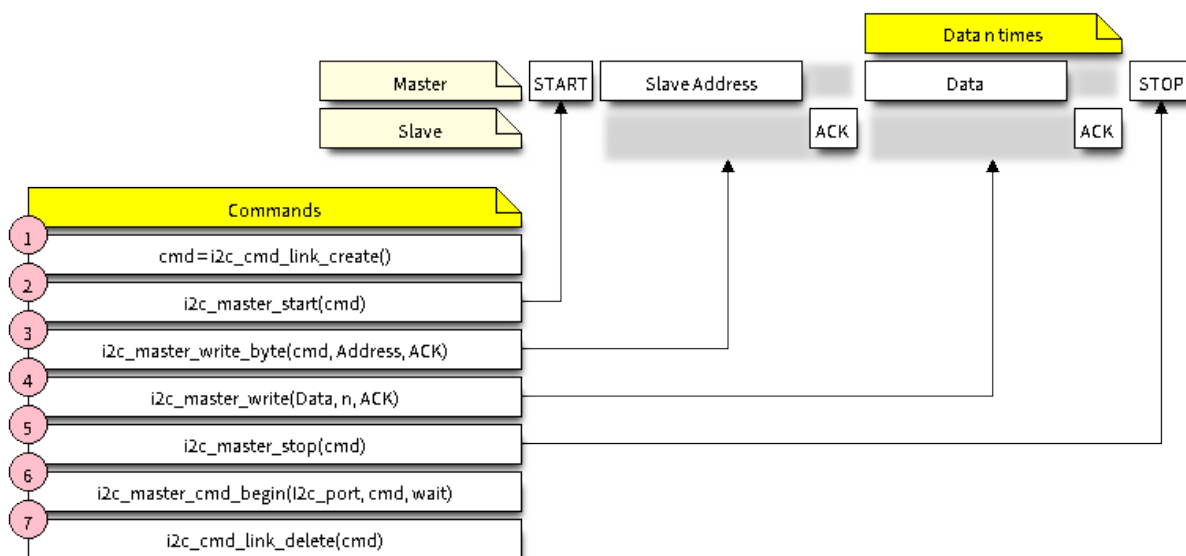 Data n times
Master
START
Slave Address
Data
STOP
Slave
ACK
ACK
Commands
1
cmd=i2c_cmd_link_create()
2
i2c_master_start(cmd)
3
i2c_master_write_byte(cmd, Address, ACK)
4
i2c_master_write(Data, n, ACK)
5
i2c_master_stop(cmd)
6
i2c_master_cmd_begin(I2c_port, cmd, wait)
7
i2c_cmd_link_delete(cmd)